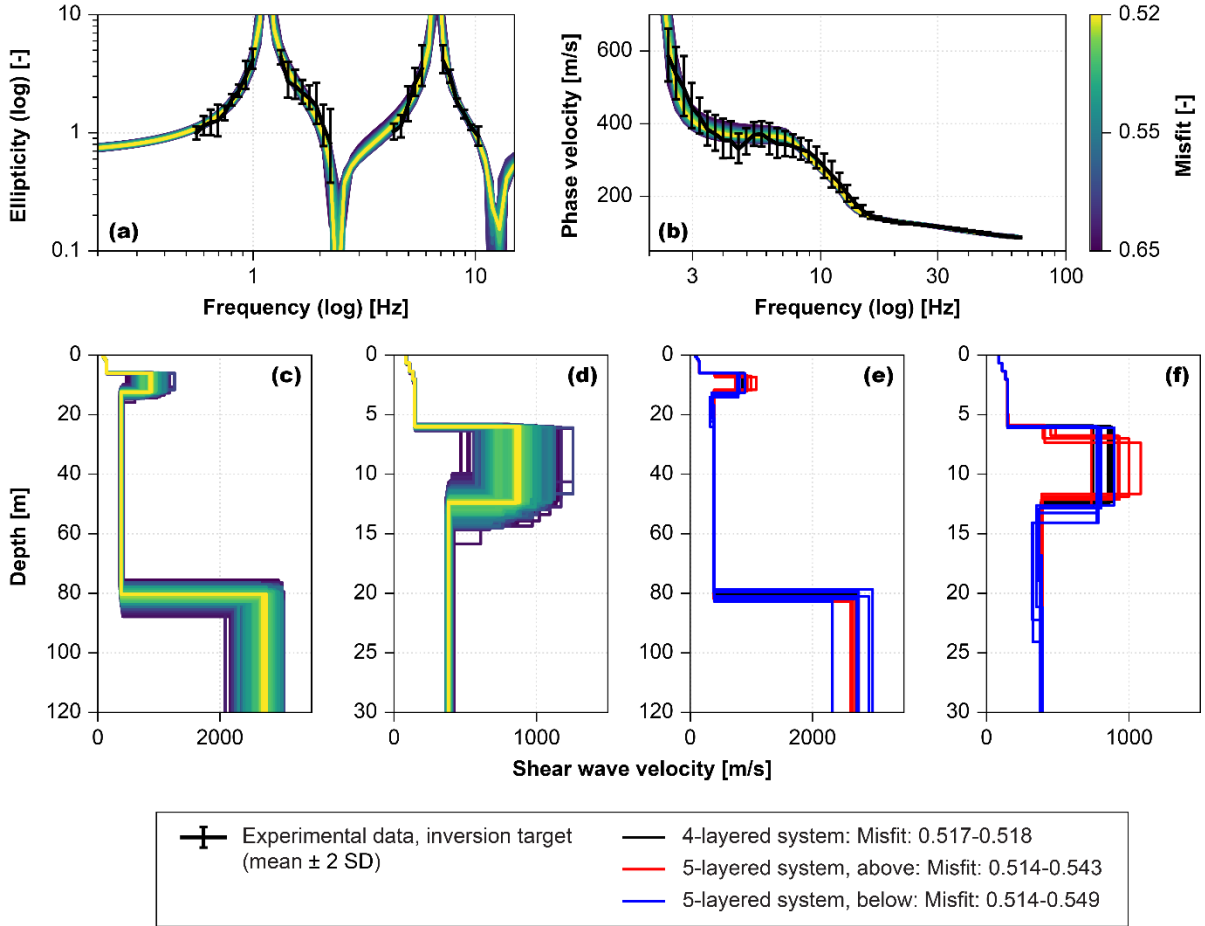 10
1
0.1
Ellipticity (log) [-]
(a)
1
10
Frequency (log) [Hz]
600
400
200
Phase velocity [m/s]
(b)
3
10
30
100
Frequency (log) [Hz]
0.52
0.55
0.65
Misfit [-]
0
20
40
60
80
100
120
Depth [m]
(c)
0
2000
0
5
10
15
20
25
30
(d)
0
1000
0
20
40
60
80
100
120
(e)
0
2000
0
5
10
15
20
25
30
(f)
0
1000
Shear wave velocity [m/s]
Experimental data, inversion target
(mean ± 2 SD)
4-layered system: Misfit: 0.517-0.518
5-layered system, above: Misfit: 0.514-0.543
5-layered system, below: Misfit: 0.514-0.549